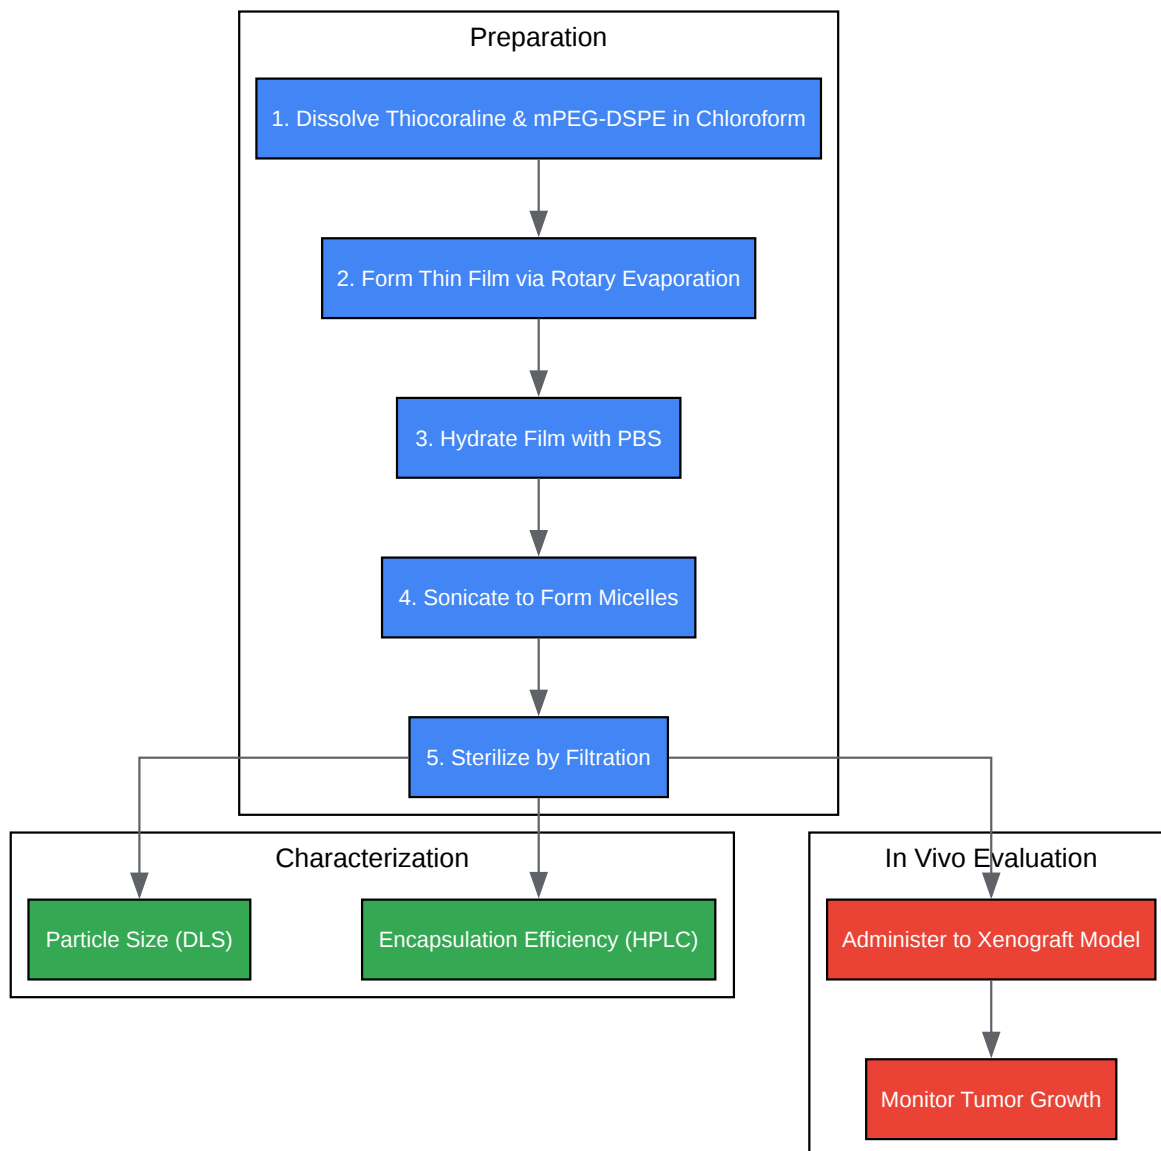 Preparation
1. Dissolve Thiocoraline & mPEG-DSPE in Chloroform
2. Form Thin Film via Rotary Evaporation
3. Hydrate Film with PBS
4. Sonicate to Form Micelles
5. Sterilize by Filtration
Characterization
Particle Size (DLS)
Encapsulation Efficiency (HPLC)
In Vivo Evaluation
Administer to Xenograft Model
Monitor Tumor Growth